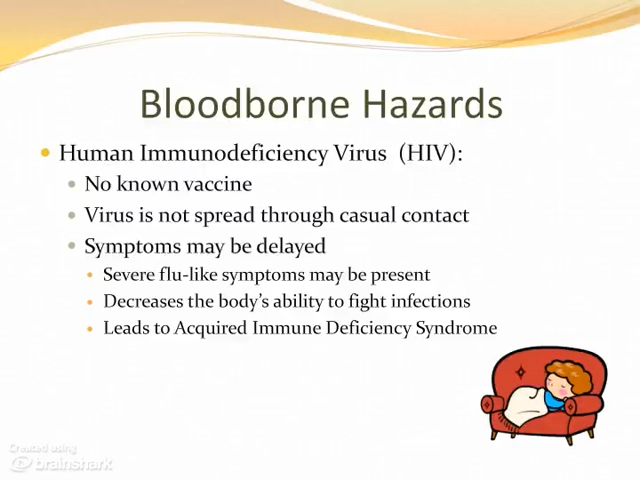 Bloodborne Hazards
Human Immunodeficiency Virus (HIV):
No known vaccine
Virus is not spread through casual contact
Symptoms may be delayed
Severe flu-like symptoms may be present
Decreases the body's ability to fight infections
Leads to Acquired Immune Deficiency Syndrome
Created using
brainshark